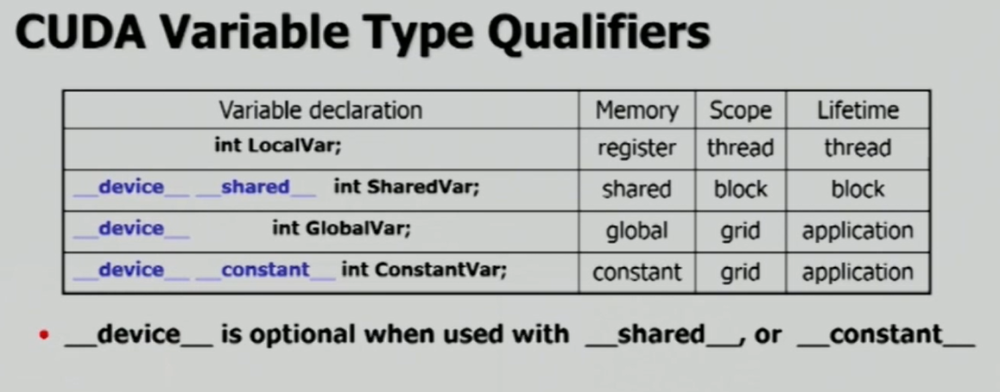 CUDA Variable Type Qualifiers
Variable declaration Memory Scope Lifetime
int LocalVar; register thread thread
__device__ __shared__ int SharedVar; shared block block
__device__ int GlobalVar; global grid application
__device__ __constant__ int ConstantVar; constant grid application
• __device__ is optional when used with __shared__, or __constant__